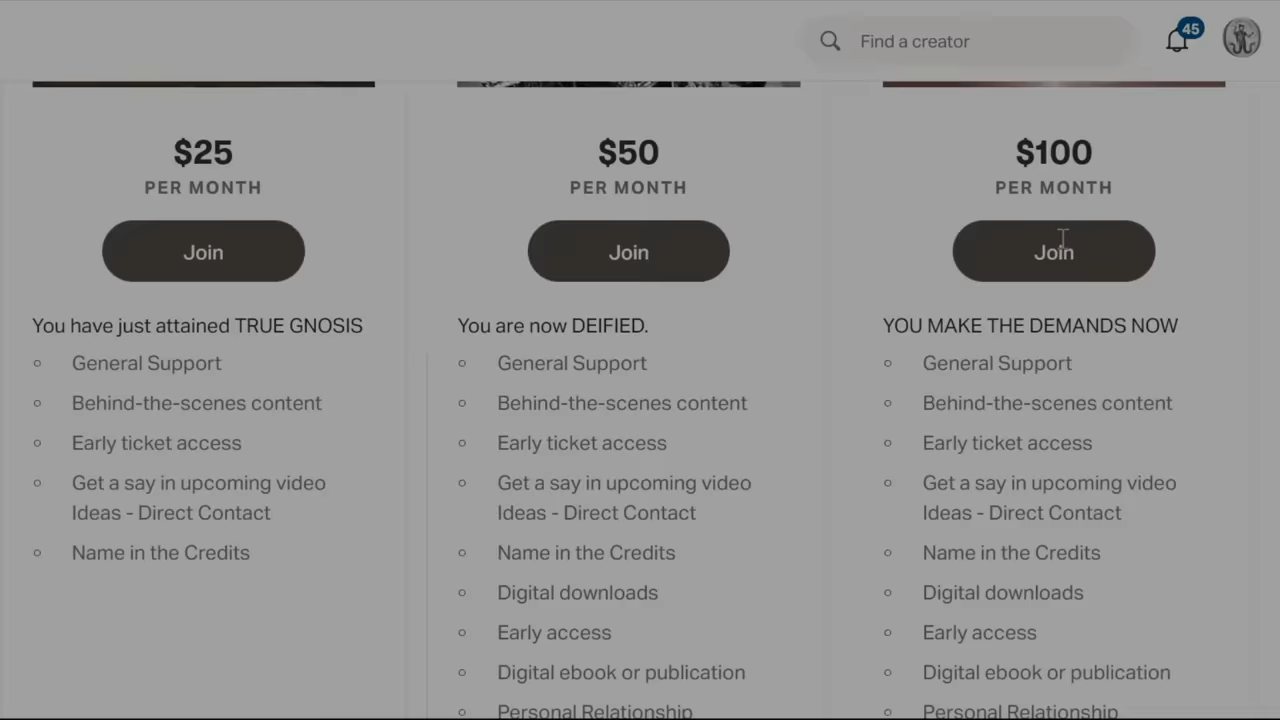 Find a creator
45
$25
PER MONTH
Join
You have just attained TRUE GNOSIS
General Support
Behind-the-scenes content
Early ticket access
Get a say in upcoming video
Ideas - Direct Contact
Name in the Credits
$50
PER MONTH
Join
You are now DEIFIED.
General Support
Behind-the-scenes content
Early ticket access
Get a say in upcoming video
Ideas - Direct Contact
Name in the Credits
Digital downloads
Early access
Digital ebook or publication
Personal Relationship
$100
PER MONTH
Join
YOU MAKE THE DEMANDS NOW
General Support
Behind-the-scenes content
Early ticket access
Get a say in upcoming video
Ideas - Direct Contact
Name in the Credits
Digital downloads
Early access
Digital ebook or publication
Personal Relationship